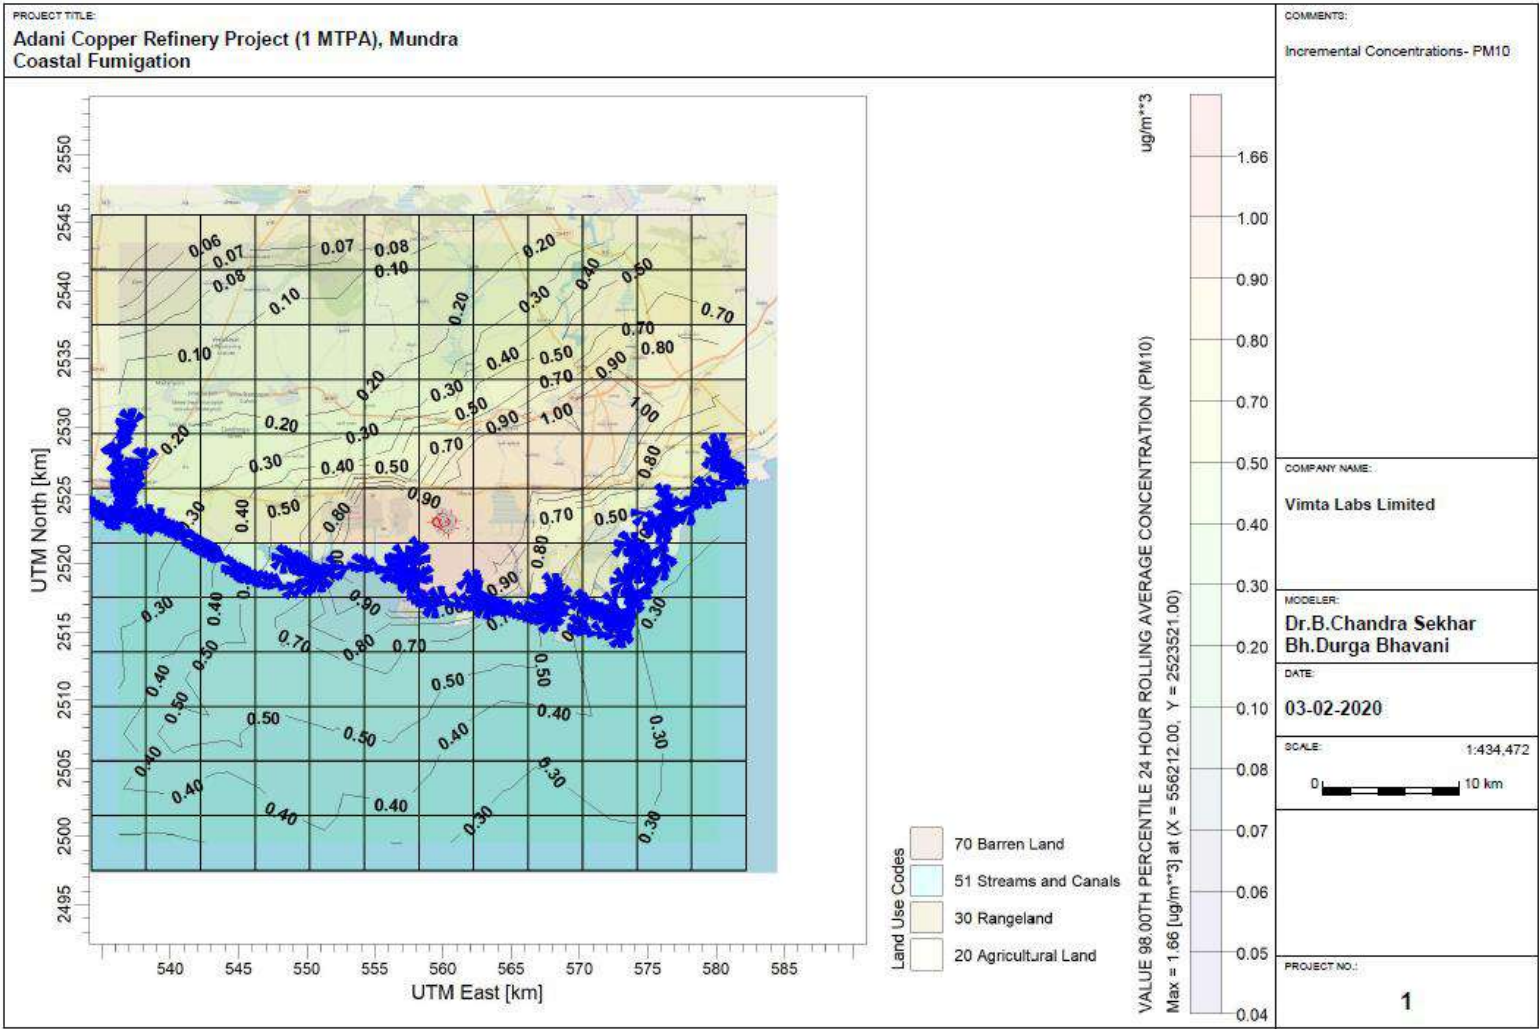 PROJECT TITLE:
Adani Copper Refinery Project (1 MTPA), Mundra
Coastal Fumigation
COMMENTS:
Incremental Concentrations- PM10
COMPANY NAME:
Vimta Labs Limited
MODELER:
Dr.B.Chandra Sekhar
Bh.Durga Bhavani
DATE:
03-02-2020
SCALE:
1:434,472
0 10 km
PROJECT NO.:
1
UTM North [km]
2550
2545
2540
2535
2530
2525
2520
2515
2510
2505
2500
2495
540 545 550 555 560 565 570 575 580 585
UTM East [km]
0.06 0.07 0.08 0.20
0.07 0.10 0.40 0.50
0.08
0.10 0.20 0.30 0.70
0.70
0.10 0.40 0.50 0.80
0.20 0.30 0.70 0.90
0.50 1.00 1.00
0.20 0.20 0.30 0.90
0.70
0.30 0.40 0.50 0.80
0.90
0.30 0.40 0.50 0.80 0.70 0.50
0.80
0.90
0.30 0.40 0.90 0.30
0.70 0.80 0.70
0.50
0.40 0.50 0.50
0.50 0.50 0.40
0.50 0.40 0.30
0.40 0.30
0.40 0.40 0.40 0.30 0.30
Land Use Codes
70 Barren Land
51 Streams and Canals
30 Rangeland
20 Agricultural Land
VALUE 98.00TH PERCENTILE 24 HOUR ROLLING AVERAGE CONCENTRATION (PM10)
ug/m**3
Max = 1.66 [ug/m**3] at (X = 556212.00, Y = 2523521.00)
1.66
1.00
0.90
0.80
0.70
0.50
0.40
0.30
0.20
0.10
0.08
0.07
0.06
0.05
0.04